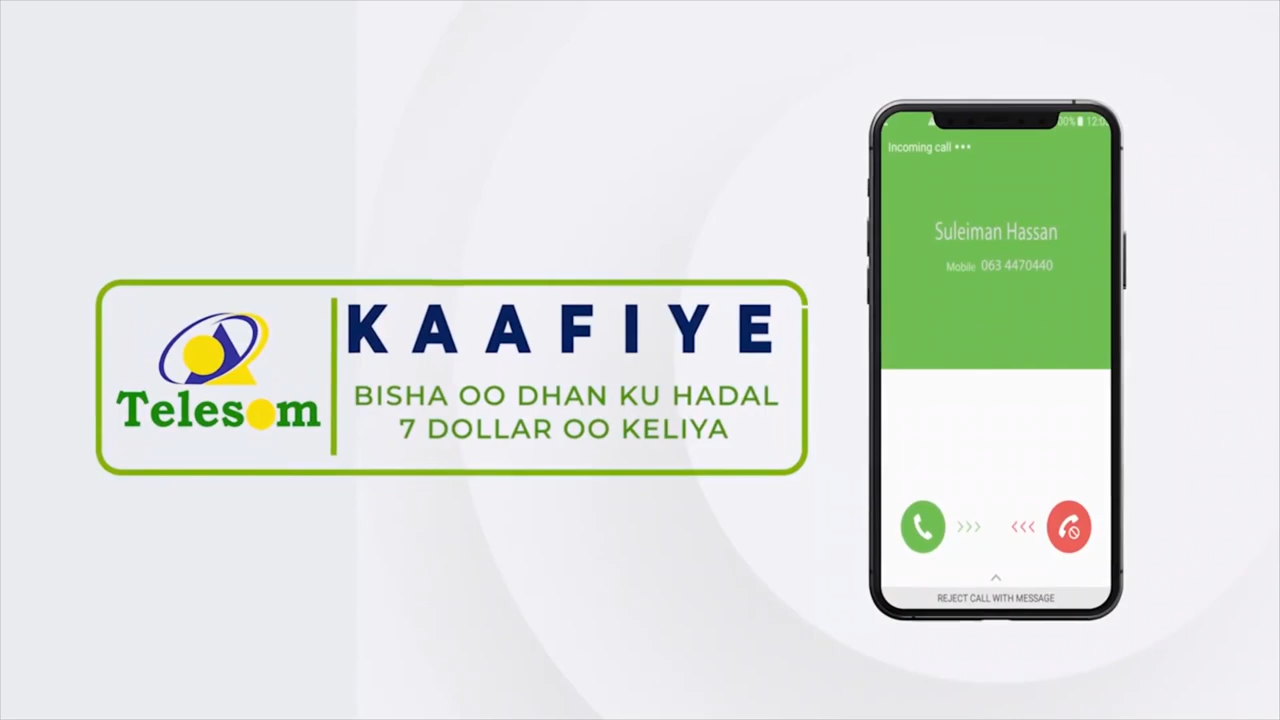 Telesom
KAAFIYE
BISHA OO DHAN KU HADAL
7 DOLLAR OO KELIYA
Incoming call •••
Suleiman Hassan
Mobile 063 4470440
REJECT CALL WITH MESSAGE